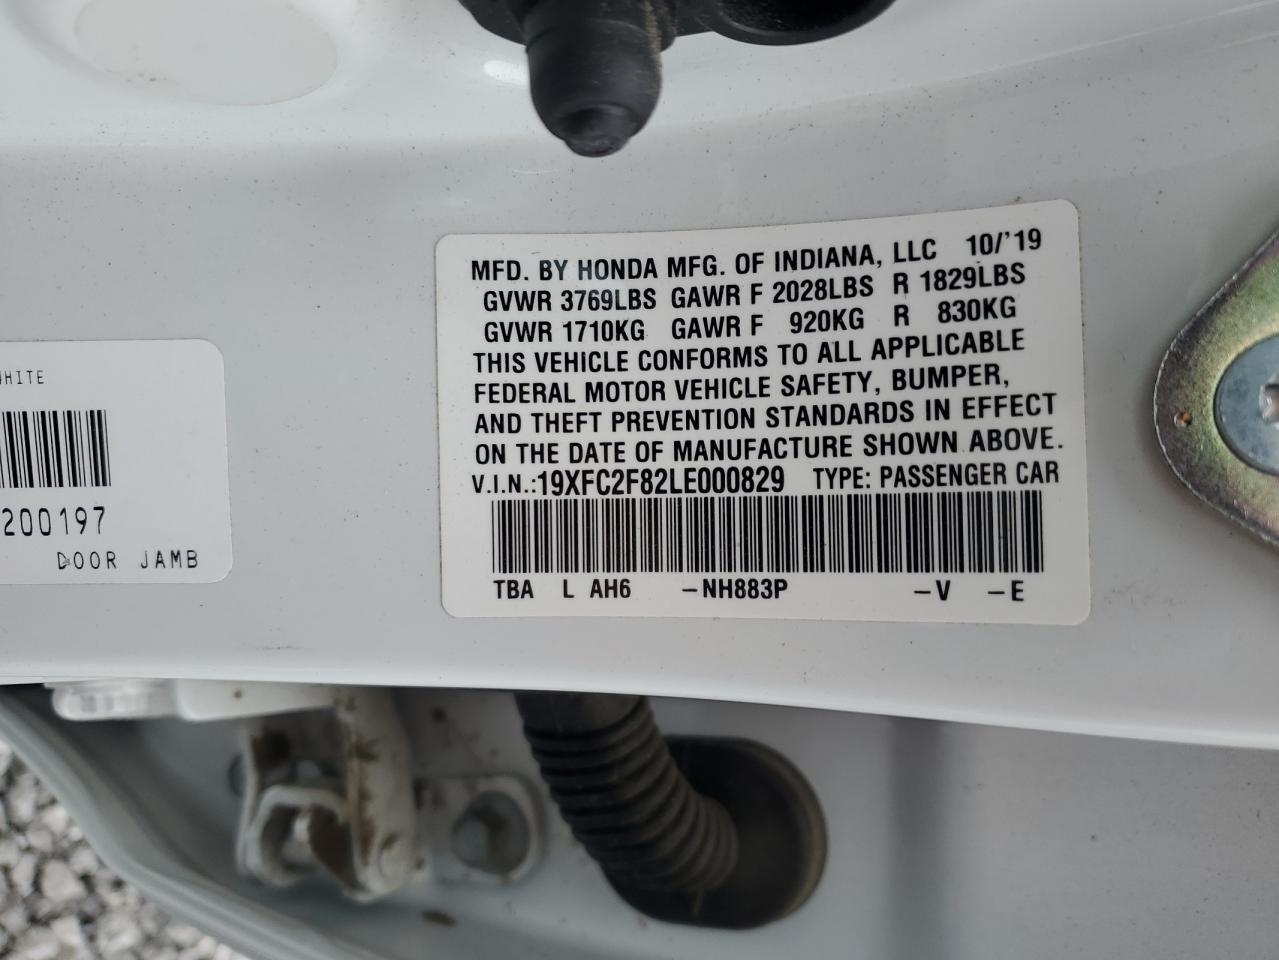 MFD. BY HONDA MFG. OF INDIANA, LLC 10/'19
GVWR 3769LBS GAWR F 2028LBS R 1829LBS
GVWR 1710KG GAWR F 920KG R 830KG
THIS VEHICLE CONFORMS TO ALL APPLICABLE
FEDERAL MOTOR VEHICLE SAFETY, BUMPER,
AND THEFT PREVENTION STANDARDS IN EFFECT
ON THE DATE OF MANUFACTURE SHOWN ABOVE.
V.I.N.:19XFC2F82LE000829 TYPE: PASSENGER CAR
TBA L AH6 –NH883P –V –E
WHITE
200197
DOOR JAMB